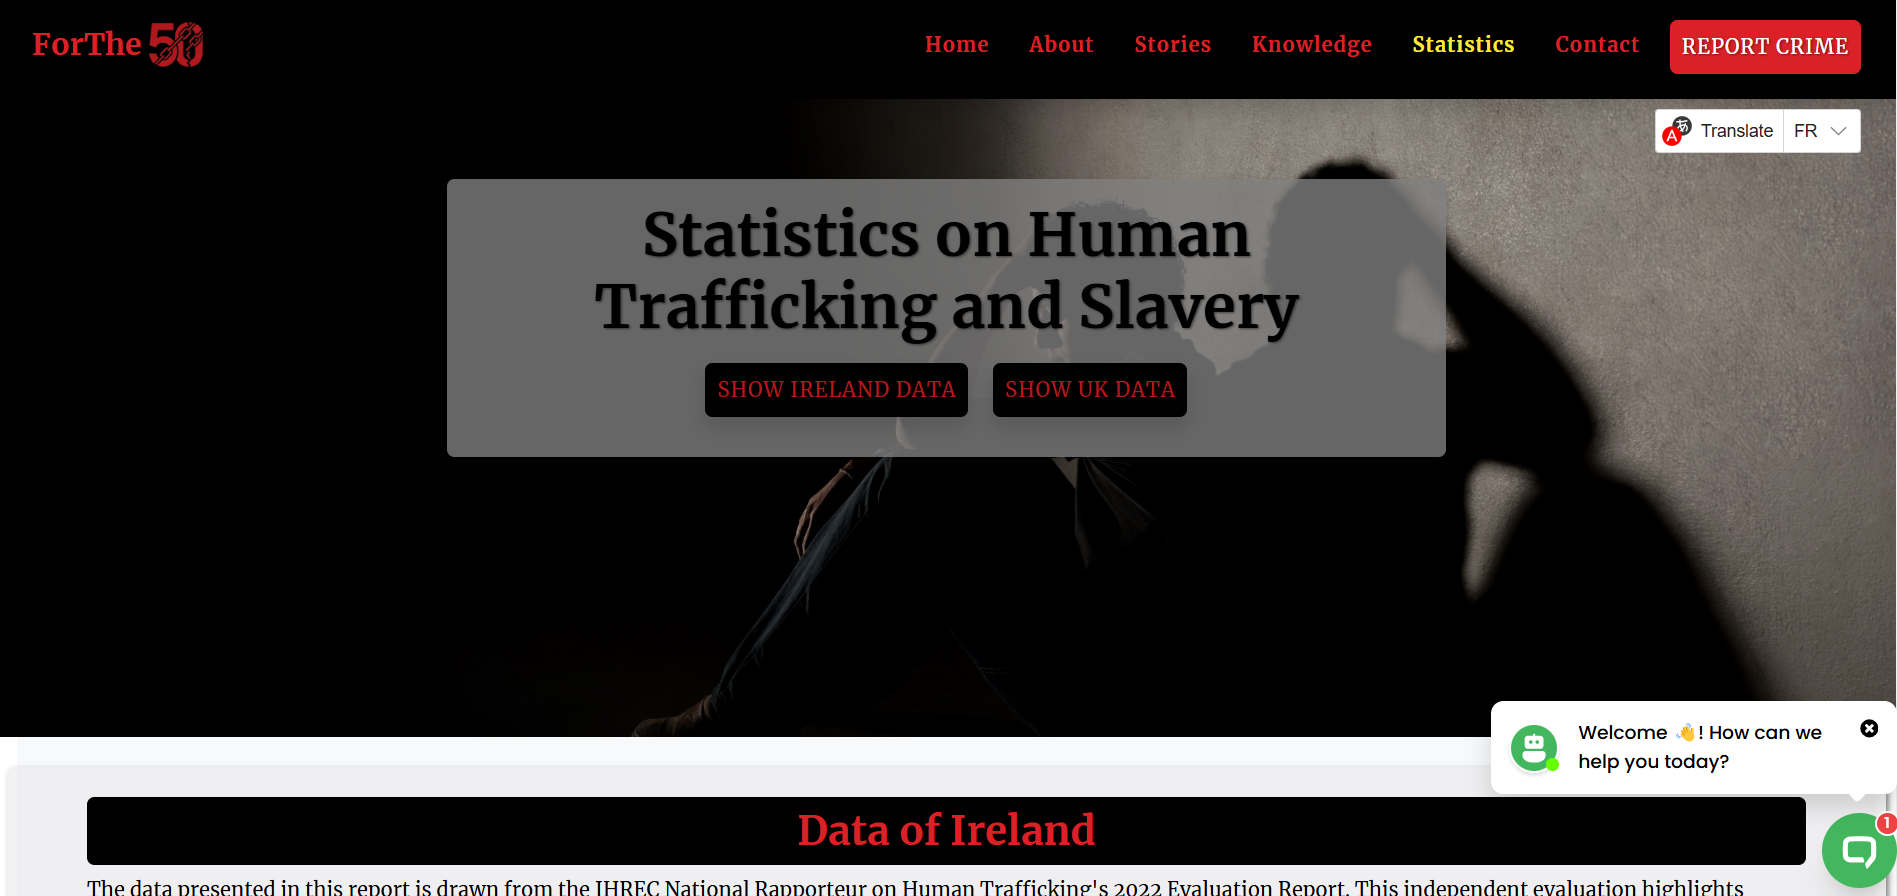 ForThe 50
Home About Stories Knowledge Statistics Contact REPORT CRIME
A あ Translate FR
Statistics on Human
Trafficking and Slavery
SHOW IRELAND DATA SHOW UK DATA
Welcome 👋! How can we
help you today?
1
Data of Ireland
The data presented in this report is drawn from the IHREC National Rapporteur on Human Trafficking's 2022 Evaluation Report. This independent evaluation highlights